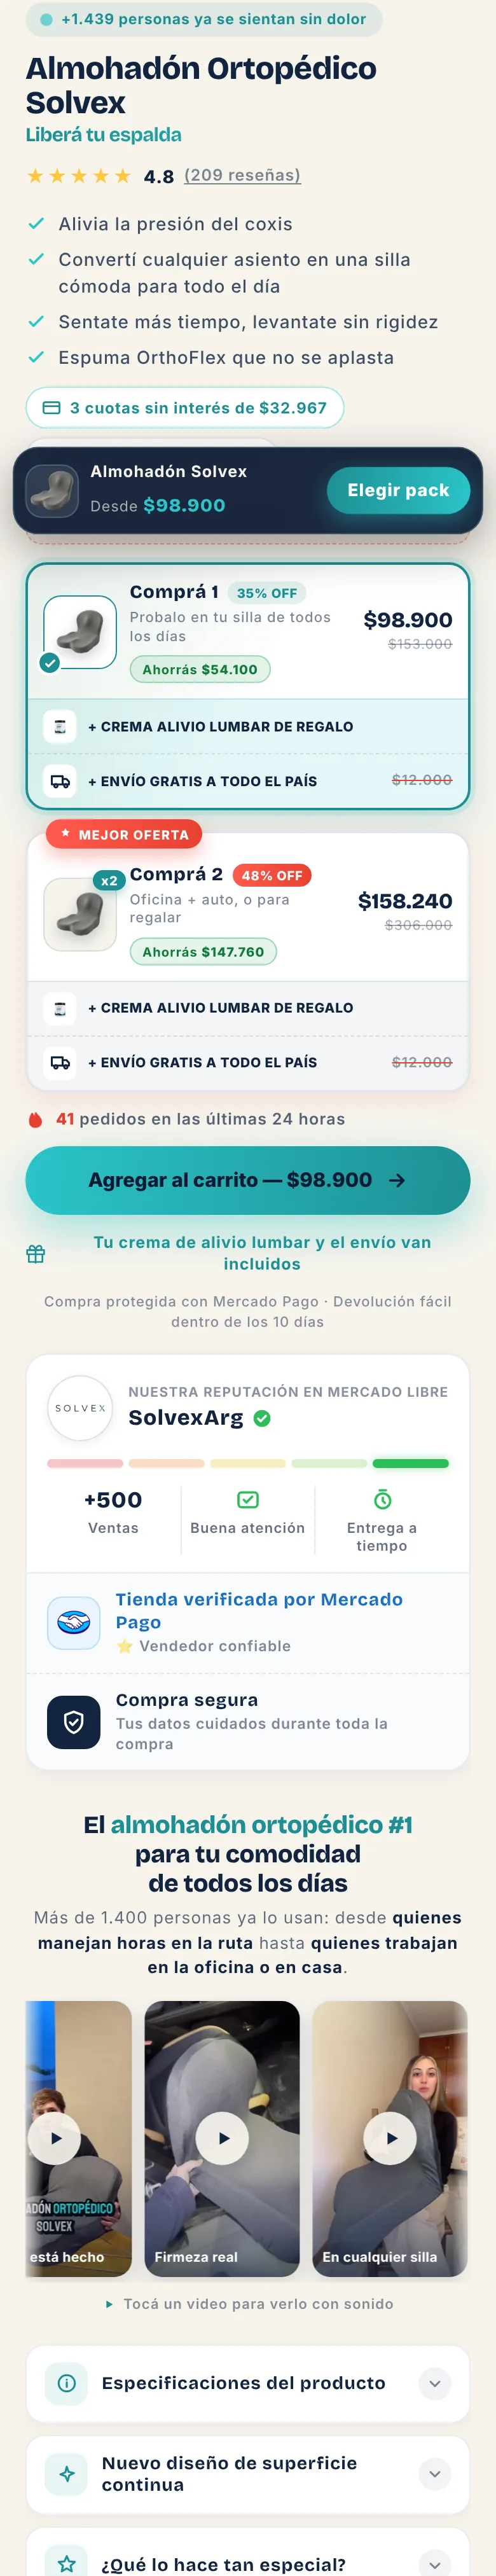 +1.439 personas ya se sientan sin dolor
Almohadón Ortopédico
Solvex
Liberá tu espalda
★★★★★ 4.8 (209 reseñas)
Alivia la presión del coxis
Convertí cualquier asiento en una silla
cómoda para todo el día
Sentate más tiempo, levantate sin rigidez
Espuma OrthoFlex que no se aplasta
3 cuotas sin interés de $32.967
Almohadón Solvex
Desde $98.900
Elegir pack
Comprá 1 35% OFF
Probalo en tu silla de todos
los días
Ahorrás $54.100
$98.900
$153.000
+ CREMA ALIVIO LUMBAR DE REGALO
+ ENVÍO GRATIS A TODO EL PAÍS $12.000
MEJOR OFERTA
x2
Comprá 2 48% OFF
Oficina + auto, o para
regalar
Ahorrás $147.760
$158.240
$306.000
+ CREMA ALIVIO LUMBAR DE REGALO
+ ENVÍO GRATIS A TODO EL PAÍS $12.000
41 pedidos en las últimas 24 horas
Agregar al carrito — $98.900 →
Tu crema de alivio lumbar y el envío van
incluidos
Compra protegida con Mercado Pago · Devolución fácil
dentro de los 10 días
SOLVEX
NUESTRA REPUTACIÓN EN MERCADO LIBRE
SolvexArg
+500
Ventas
Buena atención
Entrega a
tiempo
Tienda verificada por Mercado
Pago
⭐ Vendedor confiable
Compra segura
Tus datos cuidados durante toda la
compra
El almohadón ortopédico #1
para tu comodidad
de todos los días
Más de 1.400 personas ya lo usan: desde quienes
manejan horas en la ruta hasta quienes trabajan
en la oficina o en casa.
ADÓN ORTOPÉDICO
SOLVEX
está hecho
Firmeza real
En cualquier silla
Tocá un video para verlo con sonido
Especificaciones del producto
Nuevo diseño de superficie
continua
¿Qué lo hace tan especial?